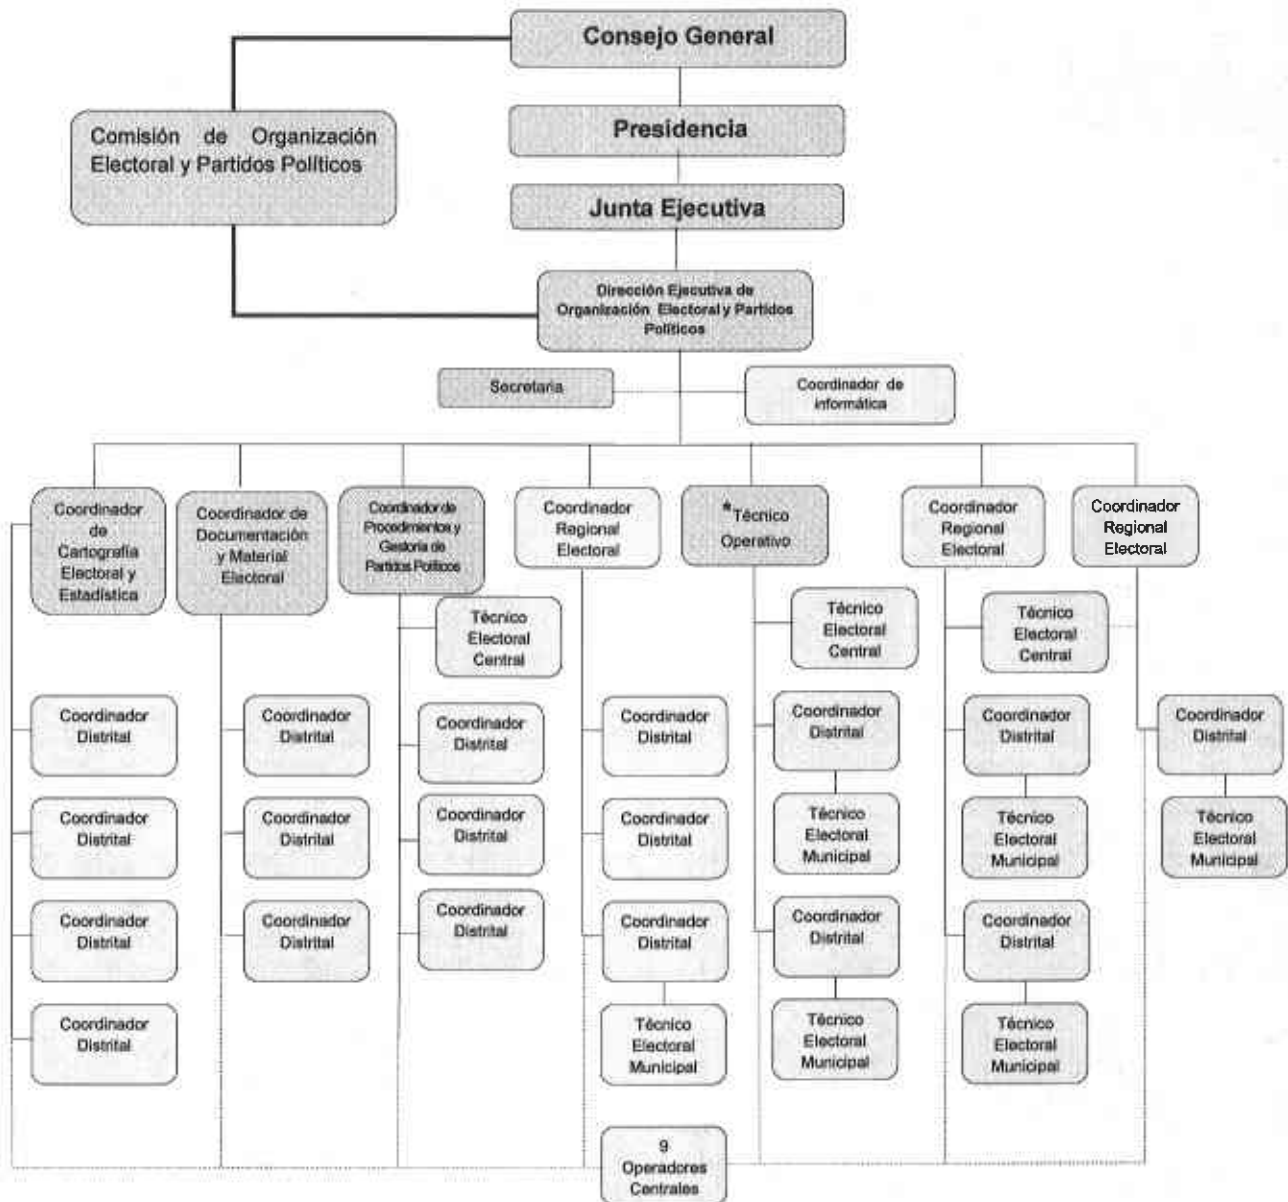 Consejo General
Comisión de Organización
Electoral y Partidos Políticos
Presidencia
Junta Ejecutiva
Dirección Ejecutiva de
Organización Electoral y Partidos
Políticos
Secretaria
Coordinador de
informática
Coordinador
de
Cartografía
Electoral y
Estadística
Coordinador de
Documentación
y Material
Electoral
Coordinador de
Procedimientos y
Gestoría de
Partidos Políticos
Coordinador
Regional
Electoral
*Técnico
Operativo
Coordinador
Regional
Electoral
Coordinador
Regional
Electoral
Técnico
Electoral
Central
Técnico
Electoral
Central
Técnico
Electoral
Central
Coordinador
Distrital
Coordinador
Distrital
Coordinador
Distrital
Coordinador
Distrital
Coordinador
Distrital
Coordinador
Distrital
Coordinador
Distrital
Coordinador
Distrital
Coordinador
Distrital
Coordinador
Distrital
Coordinador
Distrital
Técnico
Electoral
Municipal
Técnico
Electoral
Municipal
Técnico
Electoral
Municipal
Coordinador
Distrital
Coordinador
Distrital
Coordinador
Distrital
Coordinador
Distrital
Coordinador
Distrital
Coordinador
Distrital
Coordinador
Distrital
Técnico
Electoral
Municipal
Técnico
Electoral
Municipal
Técnico
Electoral
Municipal
9
Operadores
Centrales